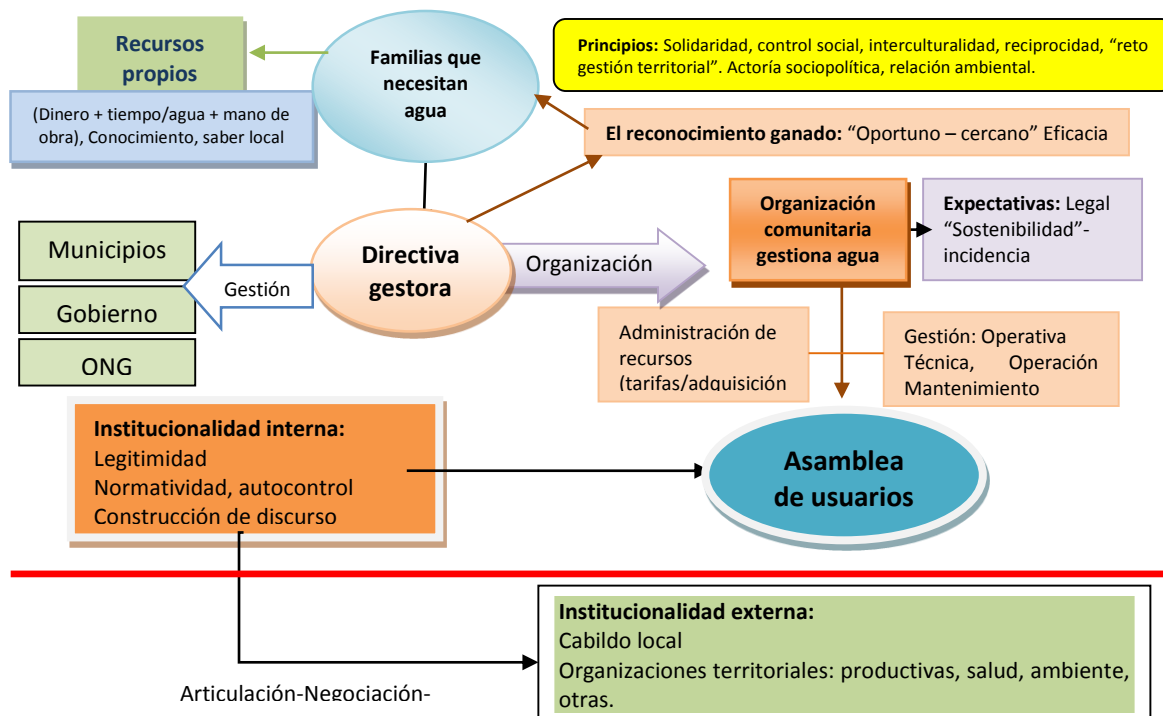 Recursos
propios
(Dinero + tiempo/agua + mano de
obra), Conocimiento, saber local
Familias que
necesitan
agua
Principios: Solidaridad, control social, interculturalidad, reciprocidad, “reto
gestión territorial”. Actoría sociopolítica, relación ambiental.
El reconocimiento ganado: “Oportuno – cercano” Eficacia
Municipios
Gobierno
ONG
Gestión
Directiva
gestora
Organización
Organización
comunitaria
gestiona agua
Expectativas: Legal
“Sostenibilidad”-
incidencia
Administración de
recursos
(tarifas/adquisición
Gestión: Operativa
Técnica, Operación
Mantenimiento
Institucionalidad interna:
Legitimidad
Normatividad, autocontrol
Construcción de discurso
Asamblea
de usuarios
Institucionalidad externa:
Cabildo local
Organizaciones territoriales: productivas, salud, ambiente,
otras.
Articulación-Negociación-